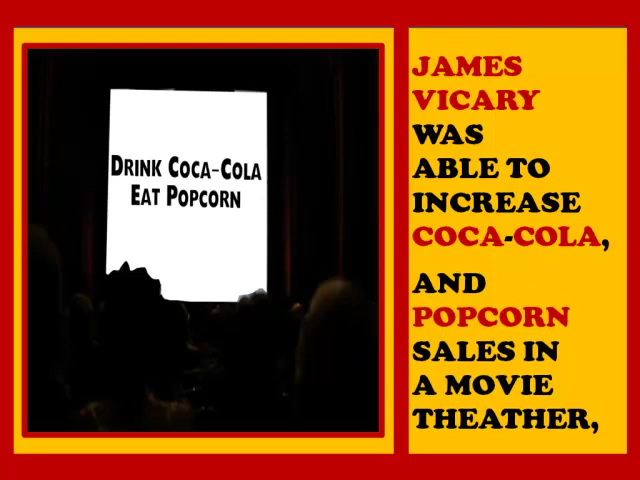 DRINK COCA-COLA
EAT POPCORN
JAMES
VICARY
WAS
ABLE TO
INCREASE
COCA-COLA,
AND
POPCORN
SALES IN
A MOVIE
THEATHER,